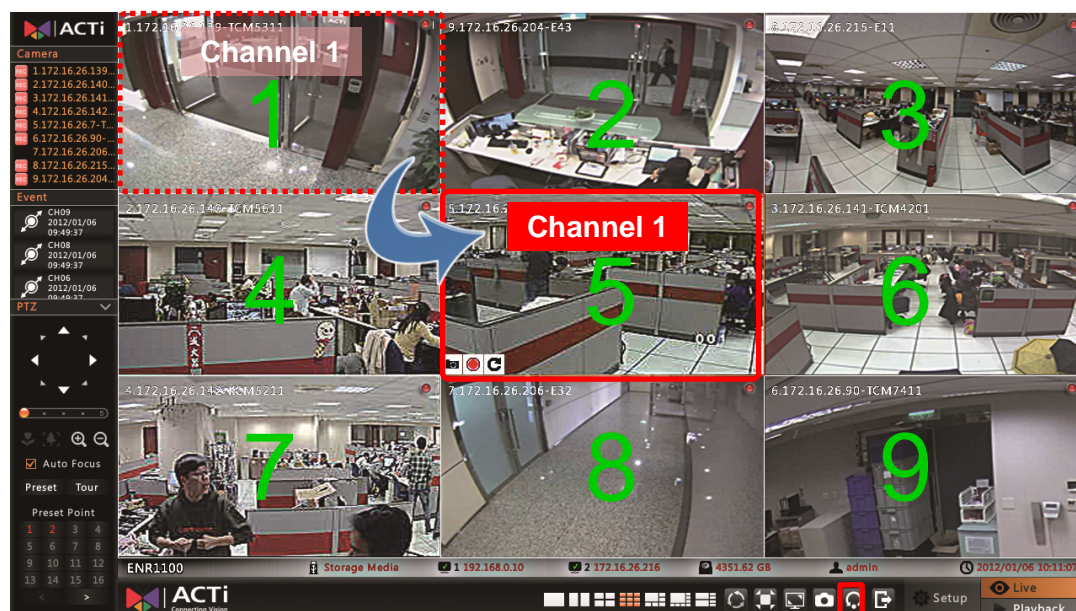 ACTi
Camera
1.172.16.26.139...
2.172.16.26.140...
3.172.16.26.141...
4.172.16.26.142...
5.172.16.26.7-T...
6.172.16.26.90-...
7.172.16.26.206...
8.172.16.26.215...
9.172.16.26.204...
Event
CH09
2012/01/06
09:49:37
CH08
2012/01/06
09:49:37
CH06
2012/01/06
09:49:37
PTZ
5
Auto Focus
Preset Tour
Preset Point
1 2 3 4
5 6 7 8
9 10 11 12
13 14 15 16
< >
Channel 1
1
9.172.16.26.204-E43
2
8.172.16.26.215-E11
3
2.172.16.26.140-TCM5611
4
5.172.16
Channel 1
5
3.172.16.26.141-TCM4201
6
4.172.16.26.142-TCM5211
7
7.172.16.26.206-E32
8
6.172.16.26.90-TCM7411
9
ENR1100 Storage Media 1 192.168.0.10 2 172.16.26.216 4351.62 GB admin 2012/01/06 10:11:07
ACTi
Connecting Vision
Setup
Live
Playback